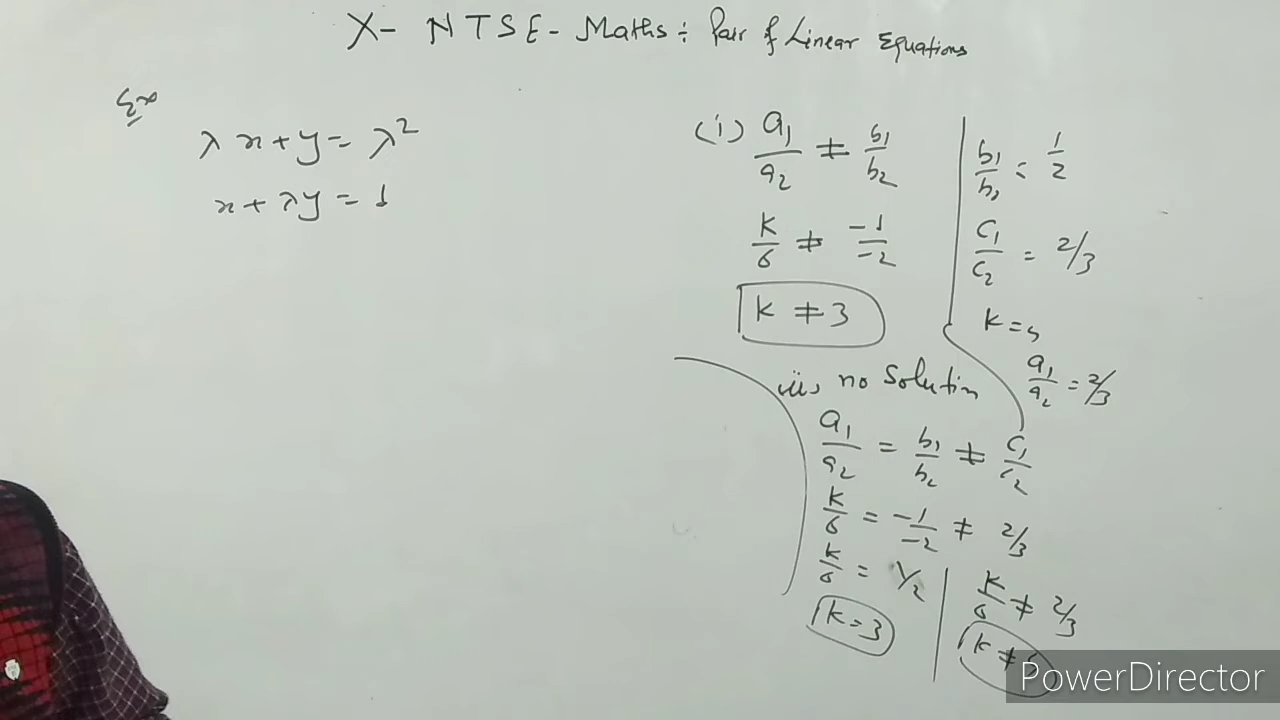 X- NTSE- Maths ÷ Pair of Linear Equations
Ex
λx+y = λ²
x + λy = 1
(i) a₁/a₂ ≠ b₁/b₂
k/6 ≠ -1/-2
k ≠ 3
b₁/b₂ = 1/2
c₁/c₂ = 2/3
k =
a₁/a₂ = 2/3
no Solution
a₁/a₂ = b₁/b₂ ≠ c₁/c₂
k/6 = -1/-2 ≠ 2/3
k/6 = 1/2
k = 3
k/6 ≠ 2/3
k ≠
PowerDirector